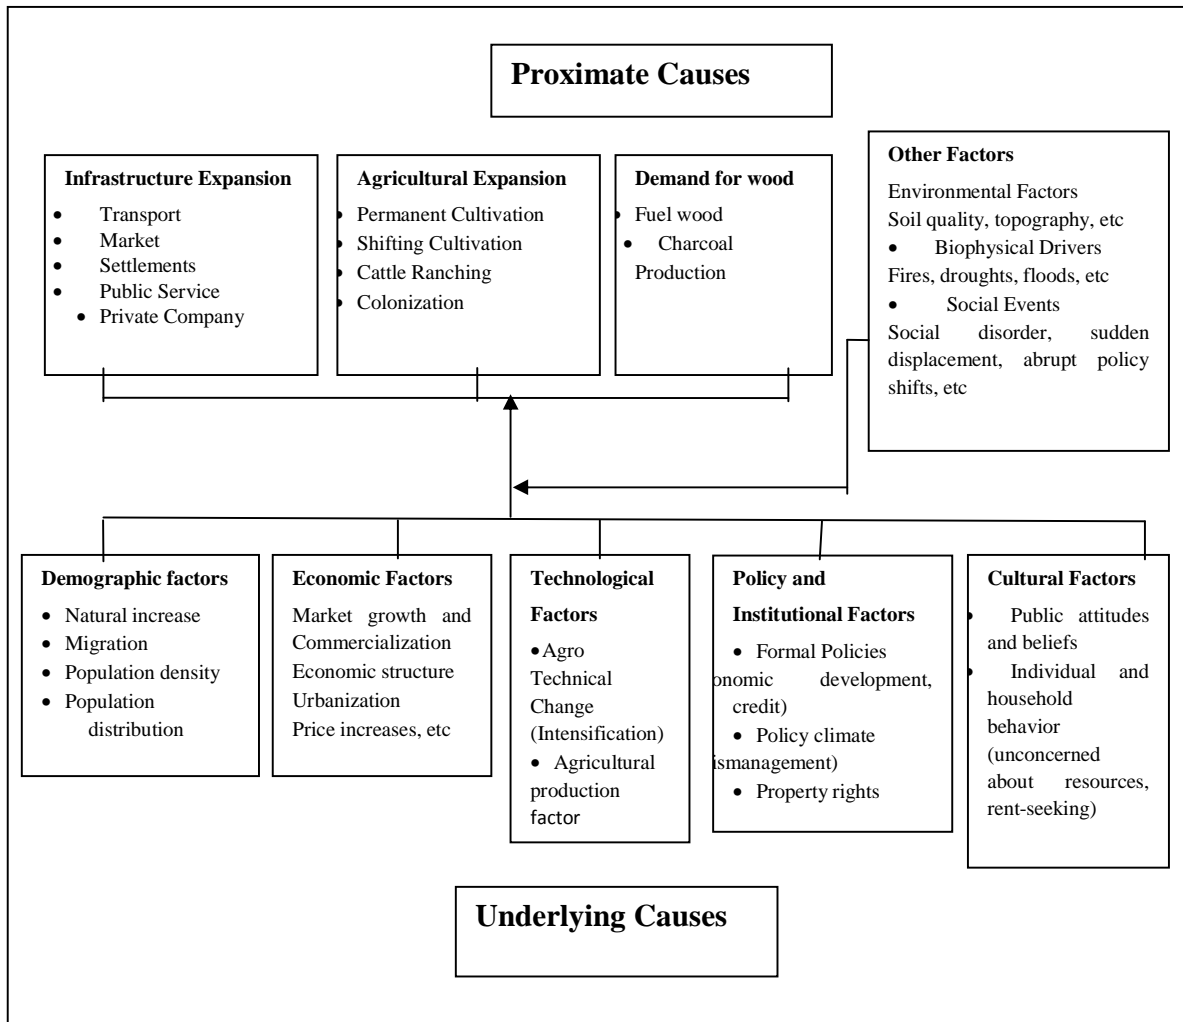 Proximate Causes
Infrastructure Expansion
• Transport
• Market
• Settlements
• Public Service
• Private Company
Agricultural Expansion
• Permanent Cultivation
• Shifting Cultivation
• Cattle Ranching
• Colonization
Demand for wood
• Fuel wood
• Charcoal
Production
Other Factors
Environmental Factors
Soil quality, topography, etc
• Biophysical Drivers
Fires, droughts, floods, etc
• Social Events
Social disorder, sudden
displacement, abrupt policy
shifts, etc
Demographic factors
• Natural increase
• Migration
• Population density
• Population
distribution
Economic Factors
Market growth and
Commercialization
Economic structure
Urbanization
Price increases, etc
Technological
Factors
•Agro
Technical
Change
(Intensification)
• Agricultural
production
factor
Policy and
Institutional Factors
• Formal Policies
onomic development,
credit)
• Policy climate
ismanagement)
• Property rights
Cultural Factors
• Public attitudes
and beliefs
• Individual and
household
behavior
(unconcerned
about resources,
rent-seeking)
Underlying Causes